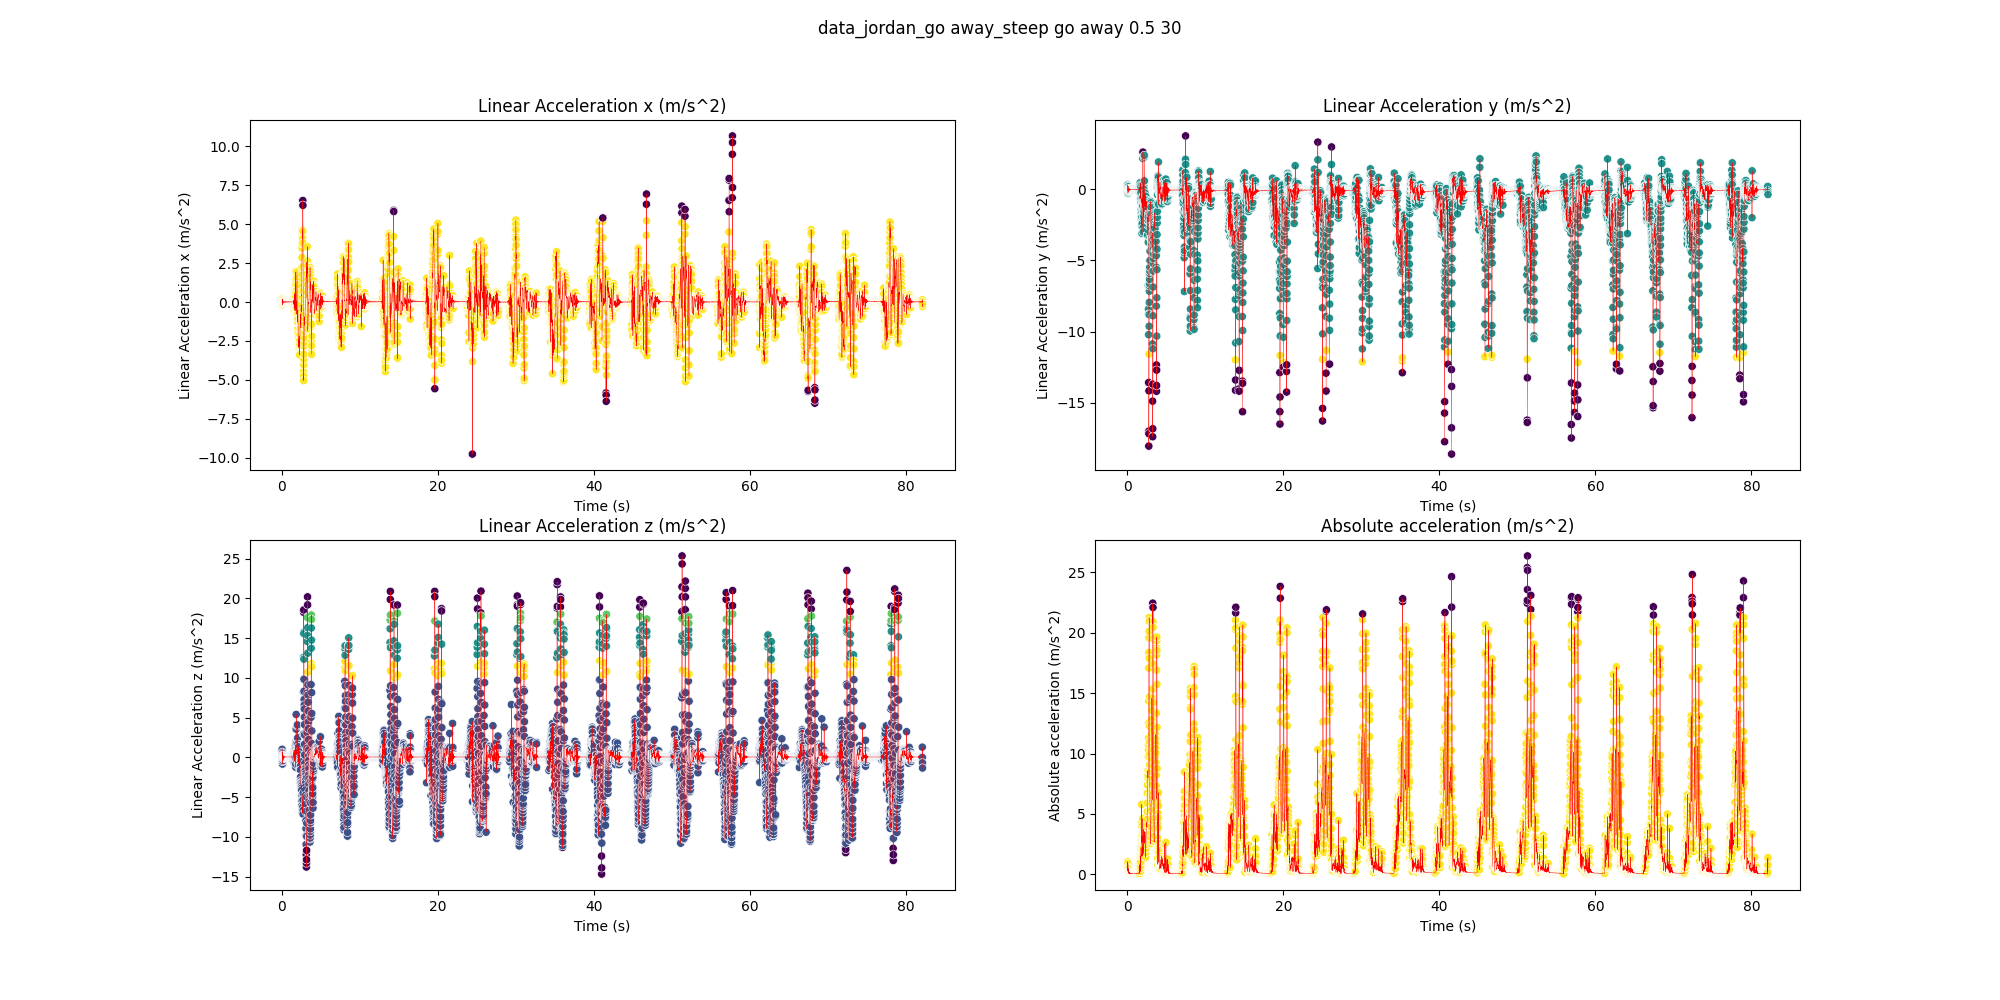 data_jordan_go away_steep go away 0.5 30
Linear Acceleration x (m/s^2)
Linear Acceleration x (m/s^2)
10.0
7.5
5.0
2.5
0.0
−2.5
−5.0
−7.5
−10.0
0 20 40 60 80
Time (s)
Linear Acceleration y (m/s^2)
Linear Acceleration y (m/s^2)
0
−5
−10
−15
0 20 40 60 80
Time (s)
Linear Acceleration z (m/s^2)
Linear Acceleration z (m/s^2)
25
20
15
10
5
0
−5
−10
−15
0 20 40 60 80
Time (s)
Absolute acceleration (m/s^2)
Absolute acceleration (m/s^2)
25
20
15
10
5
0
0 20 40 60 80
Time (s)